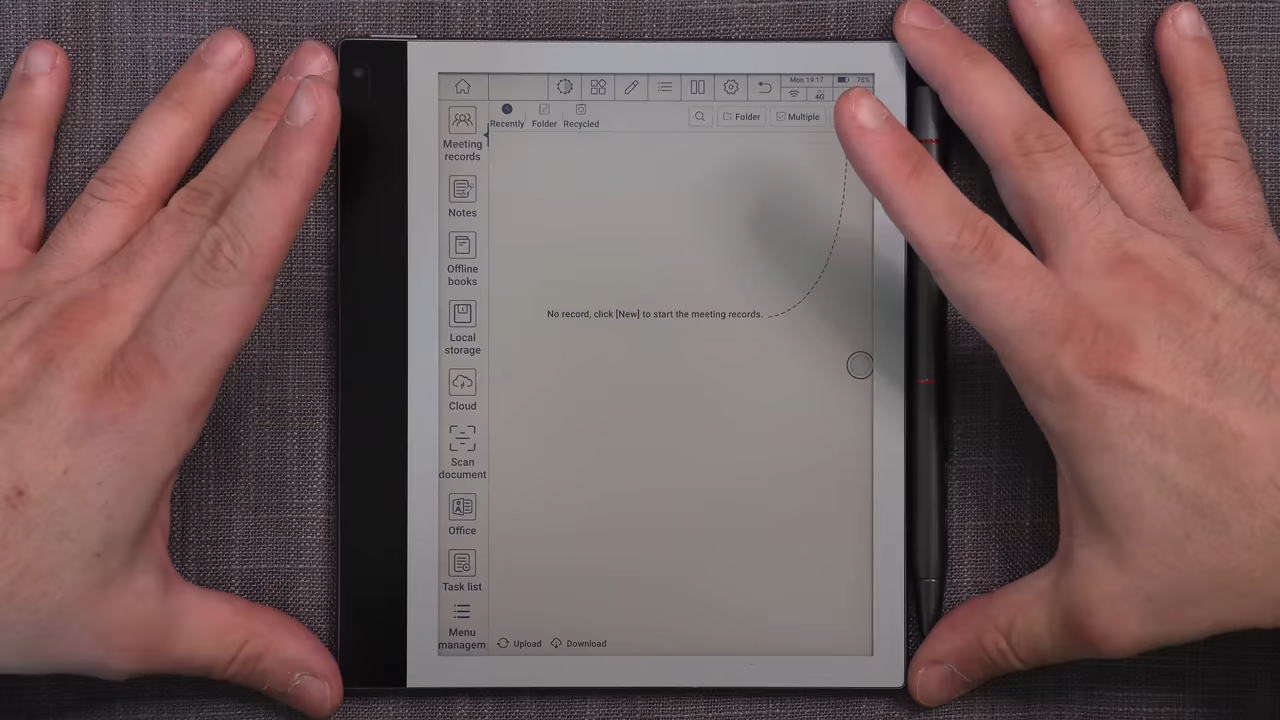 Mon 19:17
75%
4G
Recently
Folder
Recycled
Folder
Multiple
Meeting
records
Notes
Offline
books
Local
storage
Cloud
Scan
document
Office
Task list
Menu
managem
No record, click [New] to start the meeting records.
Upload
Download